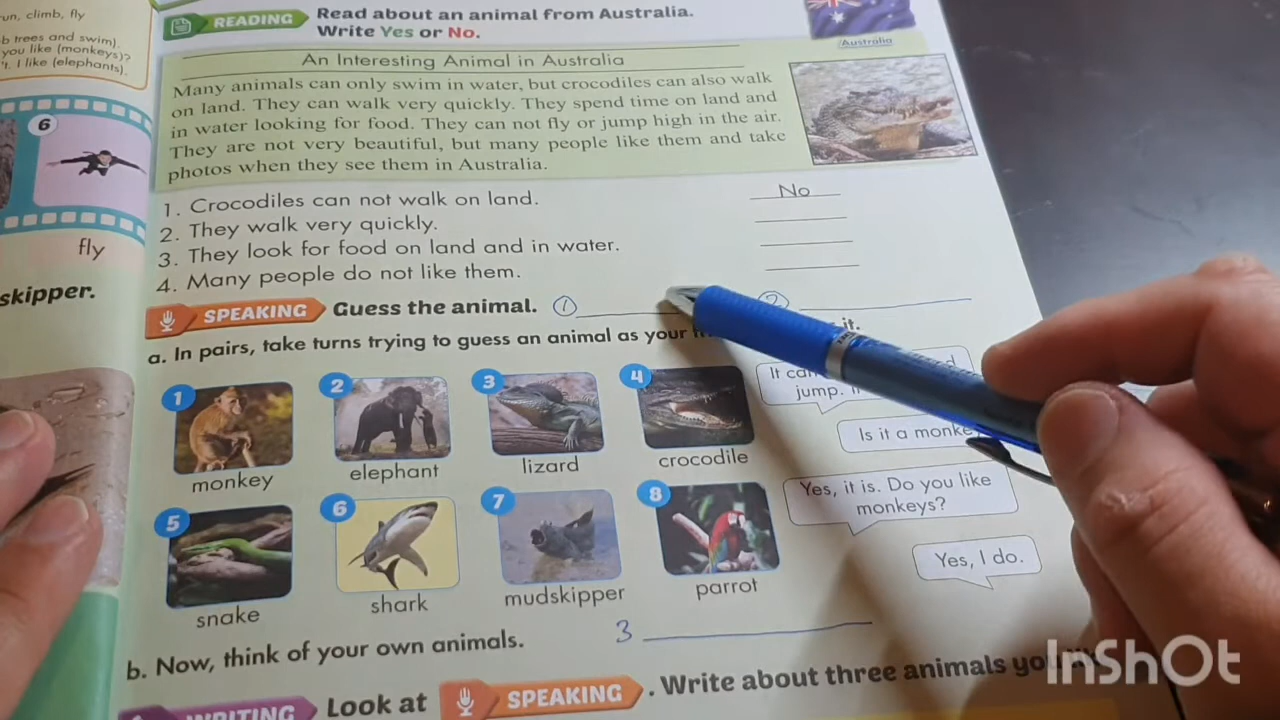 un, climb, fly
b trees and swim).
you like (monkeys)?
't. I like (elephants).
6
fly
skipper.
READING Read about an animal from Australia.
Write Yes or No.
Australia
An Interesting Animal in Australia
Many animals can only swim in water, but crocodiles can also walk
on land. They can walk very quickly. They spend time on land and
in water looking for food. They can not fly or jump high in the air.
They are not very beautiful, but many people like them and take
photos when they see them in Australia.
1. Crocodiles can not walk on land. No
2. They walk very quickly.
3. They look for food on land and in water.
4. Many people do not like them.
SPEAKING Guess the animal. 1 2
a. In pairs, take turns trying to guess an animal as your it.
1 monkey
2 elephant
3 lizard
4 crocodile
5 snake
6 shark
7 mudskipper
8 parrot
It can
jump.
Is it a monke
Yes, it is. Do you like
monkeys?
Yes, I do.
b. Now, think of your own animals. 3
WRITING Look at SPEAKING. Write about three animals you
InShOt